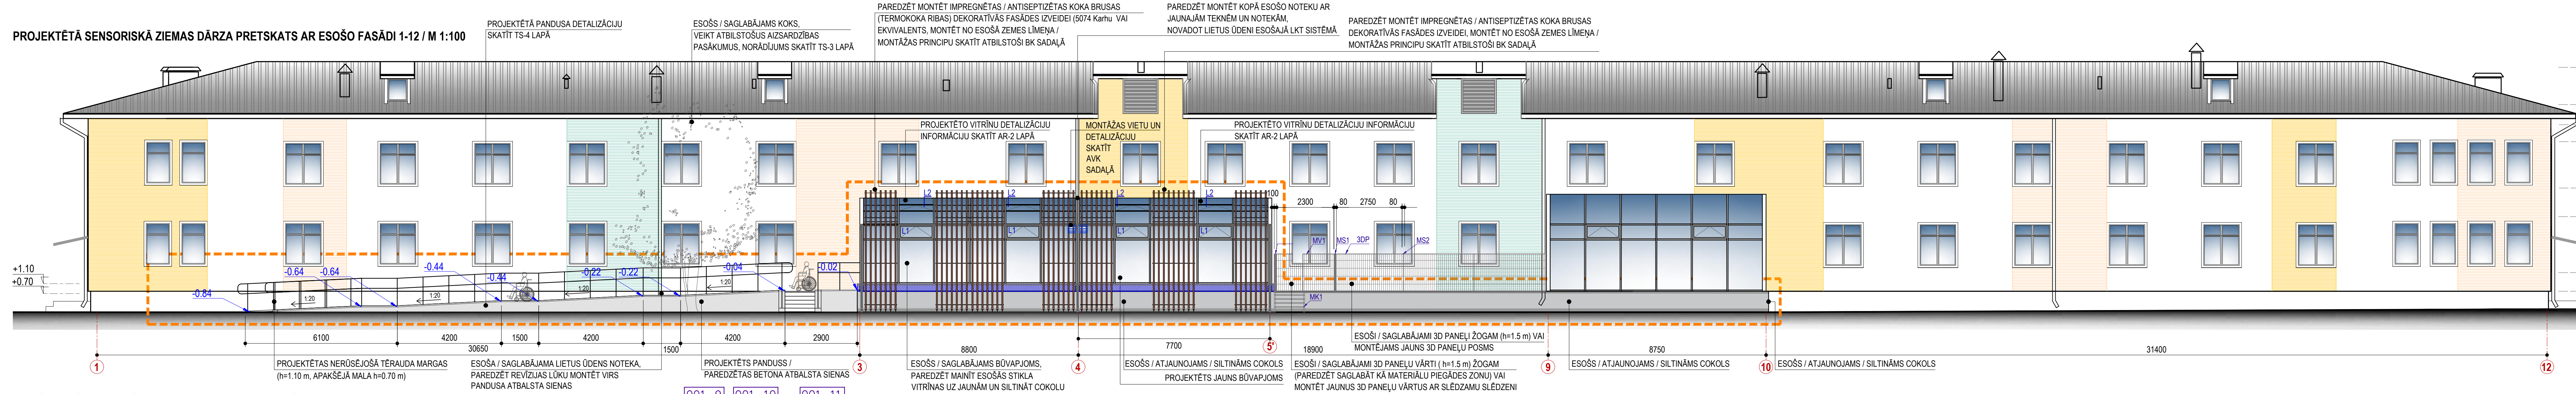 PROJEKTĒTĀ SENSORISKĀ ZIEMAS DĀRZA PRETSKATS AR ESOŠO FASĀDI 1-12 / M 1:100
PROJEKTĒTĀ PANDUSA DETALIZĀCIJU
SKATĪT TS-4 LAPĀ
ESOŠS / SAGLABĀJAMS KOKS,
VEIKT ATBILSTOŠUS AIZSARDZĪBAS
PASĀKUMUS, NORĀDĪJUMS SKATĪT TS-3 LAPĀ
PAREDZĒT MONTĒT IMPREGNĒTAS / ANTISEPTIZĒTAS KOKA BRUSAS
(TERMOKOKA RIBAS) DEKORATĪVĀS FASĀDES IZVEIDEI (5074 Karhu VAI
EKVIVALENTS, MONTĒT NO ESOŠĀ ZEMES LĪMEŅA /
MONTĀŽAS PRINCIPU SKATĪT ATBILSTOŠI BK SADAĻĀ
PAREDZĒT MONTĒT KOPĀ ESOŠO NOTEKU AR
JAUNAJĀM TEKNĒM UN NOTEKĀM,
NOVADOT LIETUS ŪDENI ESOŠAJĀ LKT SISTĒMĀ
PAREDZĒT MONTĒT IMPREGNĒTAS / ANTISEPTIZĒTAS KOKA BRUSAS
DEKORATĪVĀS FASĀDES IZVEIDEI, MONTĒT NO ESOŠĀ ZEMES LĪMEŅA /
MONTĀŽAS PRINCIPU SKATĪT ATBILSTOŠI BK SADAĻĀ
PROJEKTĒTO VITRĪNU DETALIZĀCIJU
INFORMĀCIJU SKATĪT AR-2 LAPĀ
MONTĀŽAS VIETU UN
DETALIZĀCIJU
SKATĪT
AVK
SADAĻĀ
PROJEKTĒTO VITRĪNU DETALIZĀCIJU INFORMĀCIJU
SKATĪT AR-2 LAPĀ
L2 L2 L2 L2
100 2300 80 2750 80
L1 L1 L1 L1
MV1 MS1 3DP MS2
+1.10
+0.70
-0.84 -0.64 -0.64 -0.44 -0.44 -0.22 -0.22 -0.04 -0.02
1:20 1:20 1:20 1:20
MK1
6100 4200 1500 4200 1500 4200 2900
30650 8800 7700 18900 8750 31400
1 3 4 5' 9 10 12
PROJEKTĒTAS NERŪSĒJOŠĀ TĒRAUDA MARGAS
(h=1.10 m, APAKŠĒJĀ MALA h=0.70 m)
ESOŠA / SAGLABĀJAMA LIETUS ŪDENS NOTEKA,
PAREDZĒT REVĪZIJAS LŪKU MONTĒT VIRS
PANDUSA ATBALSTA SIENAS
PROJEKTĒTS PANDUSS /
PAREDZĒTAS BETONA ATBALSTA SIENAS
ESOŠS / SAGLABĀJAMS BŪVAPJOMS,
PAREDZĒT MAINĪT ESOŠĀS STIKLA
VITRĪNAS UZ JAUNĀM UN SILTINĀT COKOLU
ESOŠS / ATJAUNOJAMS / SILTINĀMS COKOLS
PROJEKTĒTS JAUNS BŪVAPJOMS
ESOŠI / SAGLABĀJAMI 3D PANEĻI ŽOGAM (h=1.5 m) VAI
MONTĒJAMS JAUNS 3D PANEĻU POSMS
ESOŠI / SAGLABĀJAMI 3D PANEĻU VĀRTI ( h=1.5 m) ŽOGAM
(PAREDZĒT SAGLABĀT KĀ MATERIĀLU PIEGĀDES ZONU) VAI
MONTĒT JAUNUS 3D PANEĻU VĀRTUS AR SLĒDZAMU SLĒDZENI
ESOŠS / ATJAUNOJAMS / SILTINĀMS COKOLS
ESOŠS / ATJAUNOJAMS / SILTINĀMS COKOLS